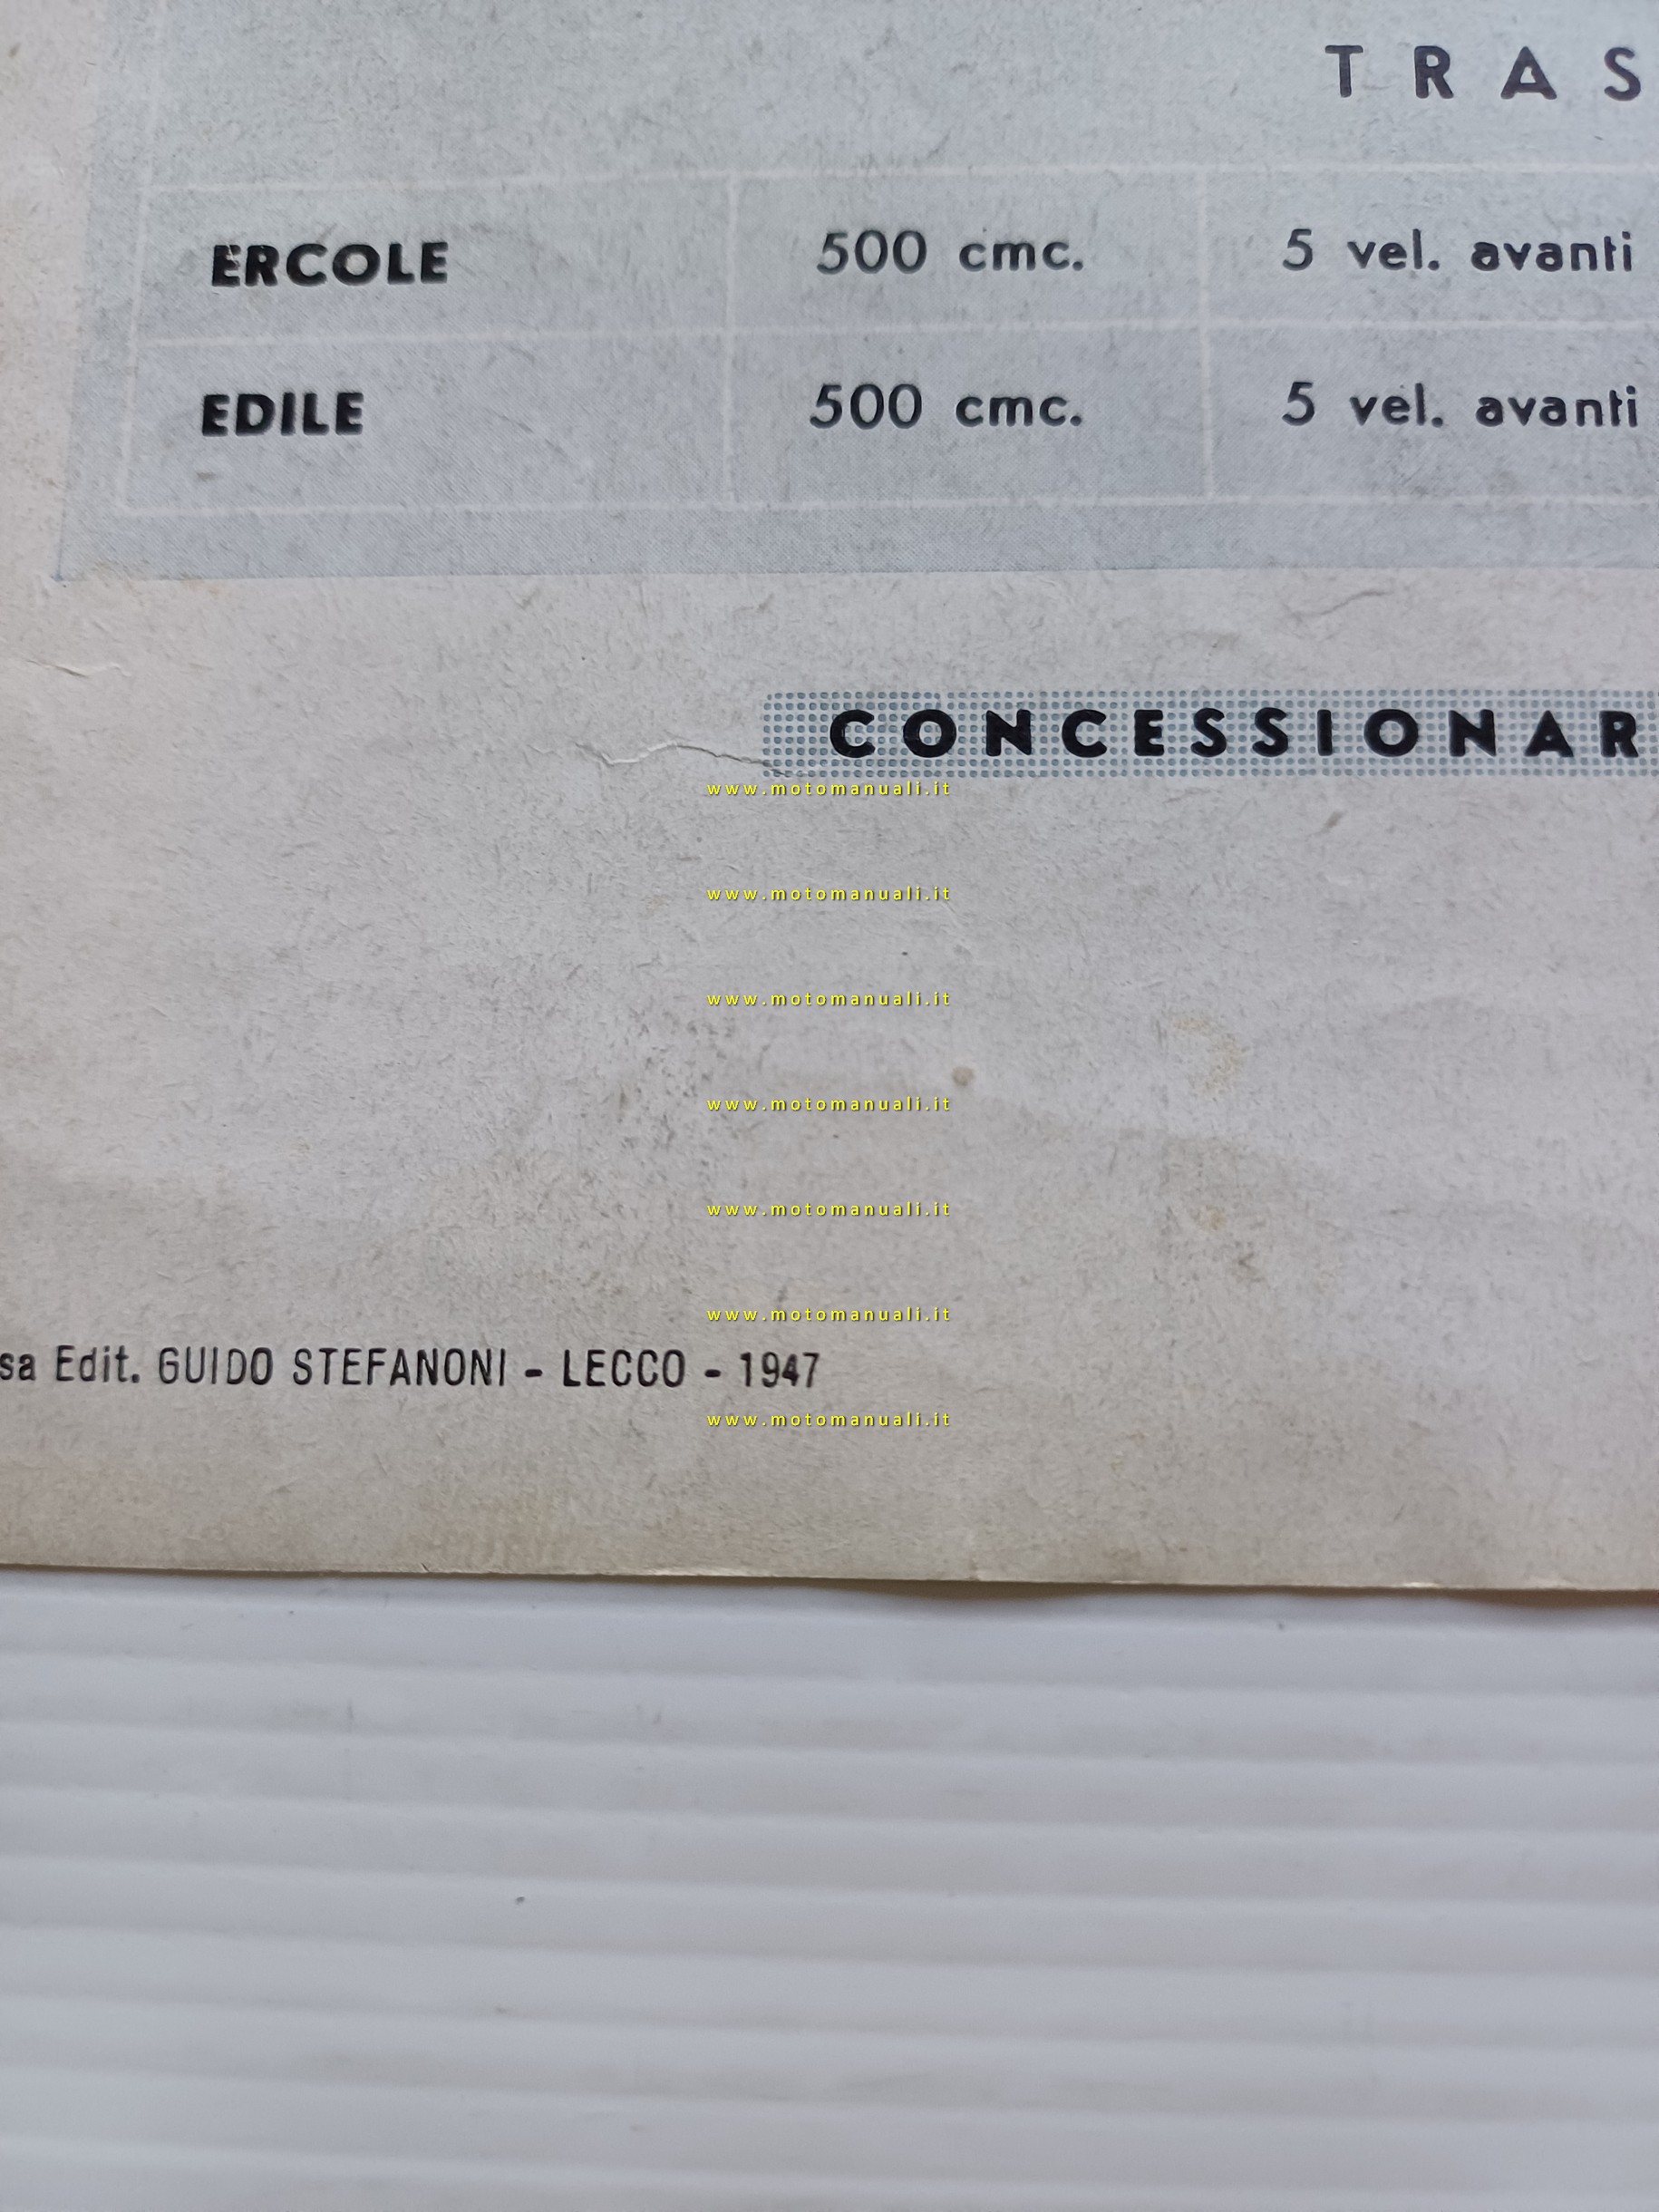 TRAS
ERCOLE 500 cmc. 5 vel. avanti
EDILE 500 cmc. 5 vel. avanti
CONCESSIONAR
www.motomanuali.it
www.motomanuali.it
www.motomanuali.it
www.motomanuali.it
www.motomanuali.it
www.motomanuali.it
sa Edit. GUIDO STEFANONI - LECCO - 1947
www.motomanuali.it